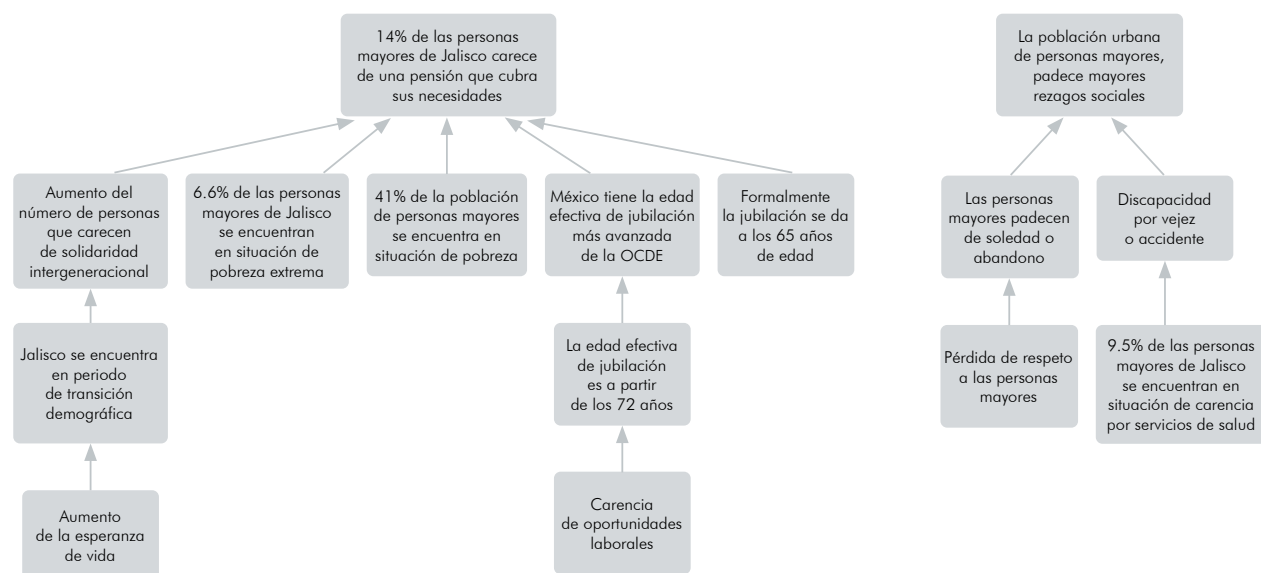 14% de las personas
mayores de Jalisco carece
de una pensión que cubra
sus necesidades
La población urbana
de personas mayores,
padece mayores
rezagos sociales
Aumento del
número de personas
que carecen
de solidaridad
intergeneracional
6.6% de las personas
mayores de Jalisco
se encuentran
en situación de
pobreza extrema
41% de la población
de personas mayores
se encuentra en
situación de pobreza
México tiene la edad
efectiva de jubilación
más avanzada
de la OCDE
Formalmente
la jubilación se da
a los 65 años
de edad
Las personas
mayores padecen
de soledad o
abandono
Discapacidad
por vejez
o accidente
Jalisco se encuentra
en periodo
de transición
demográfica
La edad efectiva
de jubilación
es a partir
de los 72 años
Pérdida de respeto
a las personas
mayores
9.5% de las personas
mayores de Jalisco
se encuentran en
situación de carencia
por servicios de salud
Aumento
de la esperanza
de vida
Carencia
de oportunidades
laborales